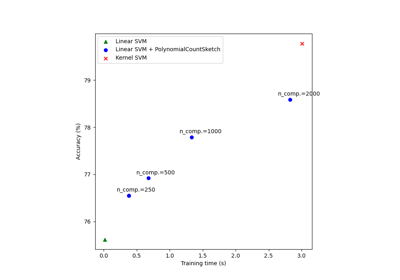 Linear SVM
Linear SVM + PolynomialCountSketch
Kernel SVM
79
78
77
76
Accuracy (%)
n_comp.=2000
n_comp.=1000
n_comp.=500
n_comp.=250
0.0 0.5 1.0 1.5 2.0 2.5 3.0
Training time (s)